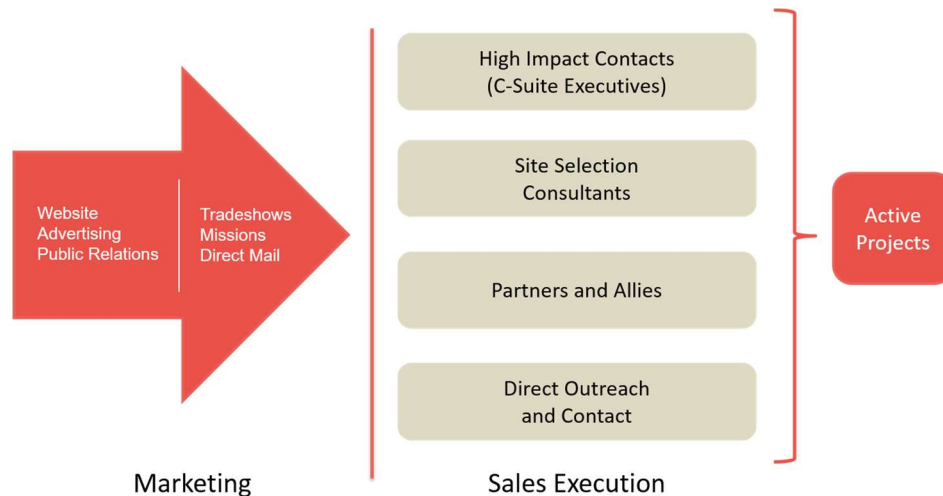 Website
Advertising
Public Relations
Tradeshows
Missions
Direct Mail
Marketing
High Impact Contacts
(C-Suite Executives)
Site Selection
Consultants
Partners and Allies
Direct Outreach
and Contact
Sales Execution
Active
Projects